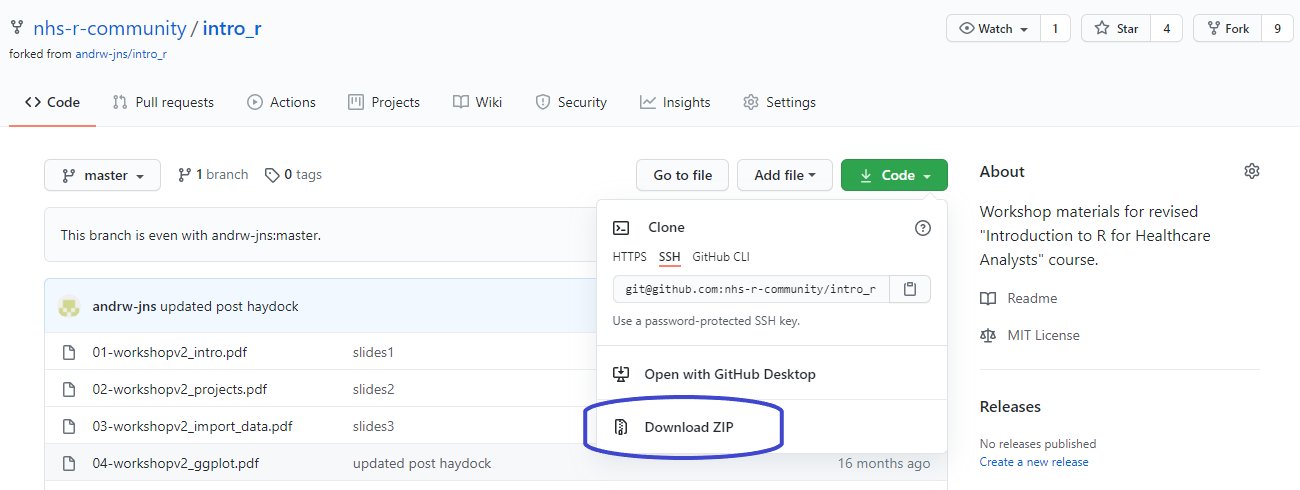 nhs-r-community / intro_r
Watch 1
Star 4
Fork 9
forked from andrw-jns/intro_r
Code
Pull requests
Actions
Projects
Wiki
Security
Insights
Settings
master
1 branch
0 tags
Go to file
Add file
Code
This branch is even with andrw-jns:master.
andrw-jns updated post haydock
01-workshopv2_intro.pdf slides1
02-workshopv2_projects.pdf slides2
03-workshopv2_import_data.pdf slides3
04-workshopv2_ggplot.pdf updated post haydock 16 months ago
Clone
HTTPS SSH GitHub CLI
git@github.com:nhs-r-community/intro_r
Use a password-protected SSH key.
Open with GitHub Desktop
Download ZIP
About
Workshop materials for revised
"Introduction to R for Healthcare
Analysts" course.
Readme
MIT License
Releases
No releases published
Create a new release